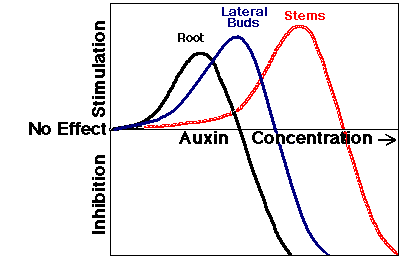 Lateral
Buds
Stems
Root
Stimulation
No Effect
Auxin Concentration →
Inhibition